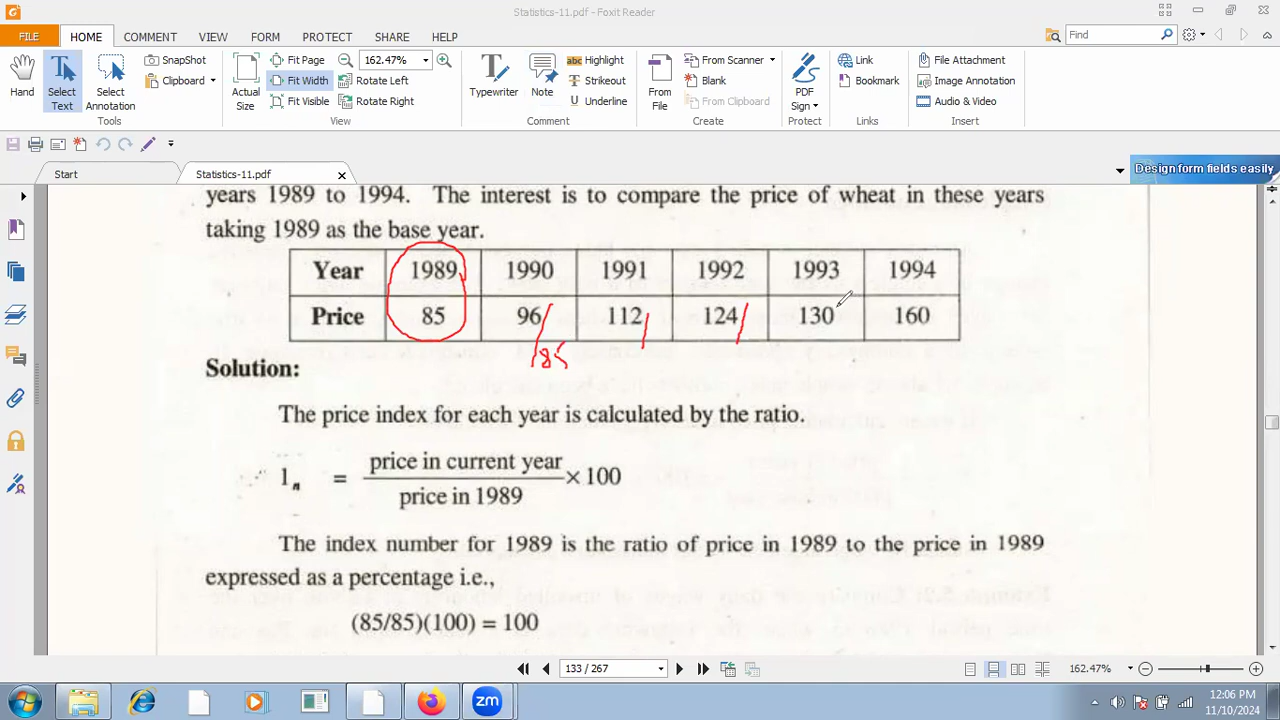 Statistics-11.pdf - Foxit Reader
FILE HOME COMMENT VIEW FORM PROTECT SHARE HELP
Find
Hand
Select Text
Select Annotation
SnapShot
Clipboard
Tools
Actual Size
Fit Page
Fit Width
Fit Visible
162.47%
Rotate Left
Rotate Right
View
Typewriter
Note
Highlight
Strikeout
Underline
Comment
From File
From Scanner
Blank
From Clipboard
Create
PDF Sign
Protect
Link
Bookmark
Links
File Attachment
Image Annotation
Audio & Video
Insert
Start
Statistics-11.pdf
Design form fields easily
years 1989 to 1994. The interest is to compare the price of wheat in these years
taking 1989 as the base year.
Year 1989 1990 1991 1992 1993 1994
Price 85 96 112 124 130 160
85
Solution:
The price index for each year is calculated by the ratio.
price in current year
1n = × 100
price in 1989
The index number for 1989 is the ratio of price in 1989 to the price in 1989
expressed as a percentage i.e.,
(85/85)(100) = 100
133 / 267
162.47%
zm
12:06 PM
11/10/2024